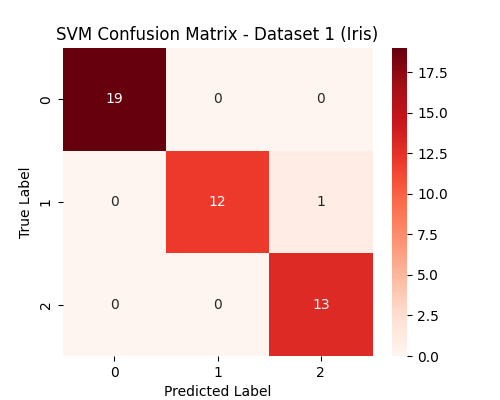 SVM Confusion Matrix - Dataset 1 (Iris)
True Label
0
19 0 0
1
0 12 1
2
0 0 13
0 1 2
Predicted Label
17.5
15.0
12.5
10.0
7.5
5.0
2.5
0.0